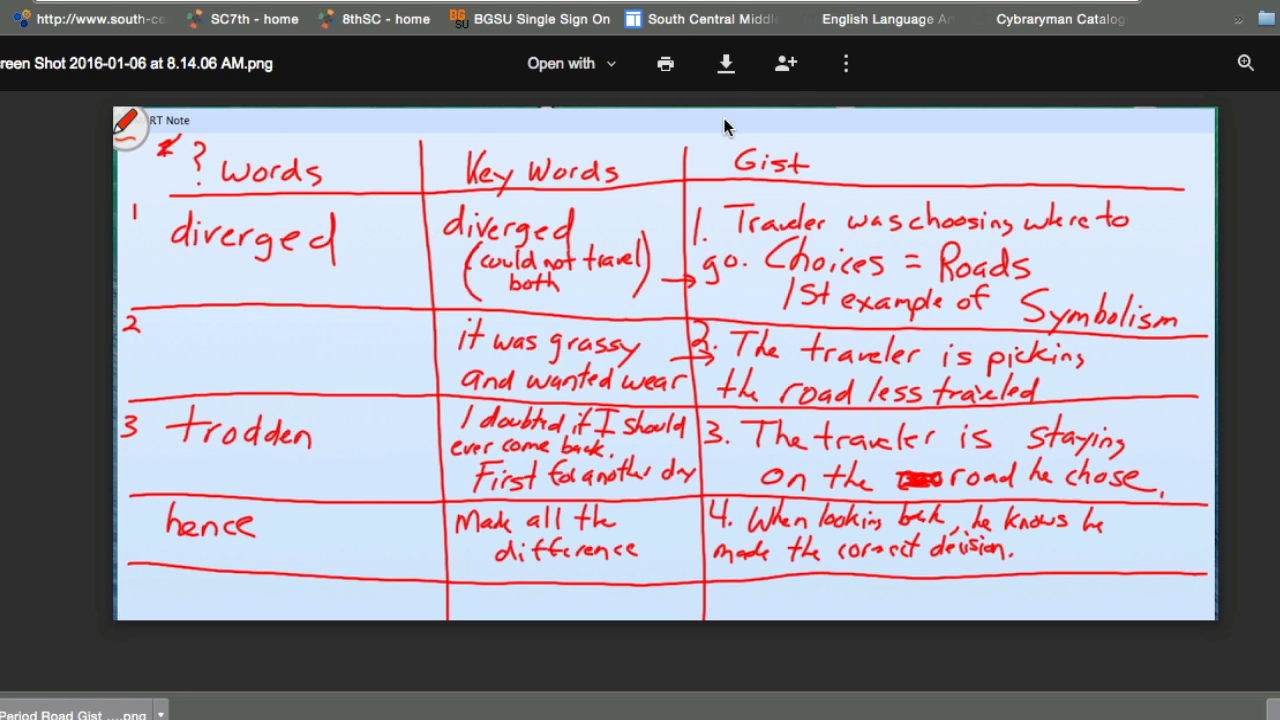 http://www.south-ce
SC7th - home
8thSC - home
BGSU Single Sign On
South Central Middle
English Language Ar
Cybraryman Catalog
»
reen Shot 2016-01-06 at 8.14.06 AM.png
Open with
RT Note
? words
Key Words
Gist
1
diverged
diverged
(could not travel
both)
1. Traveler was choosing where to
go. Choices = Roads
1st example of Symbolism
2
it was grassy
and wanted wear
2. The traveler is picking
the road less traveled
3
trodden
I doubted if I should
ever come back.
First for another day
3. The traveler is staying
on the road he chose.
hence
Made all the
difference
4. When looking back, he knows he
made the correct decision.
Period Road Gist ....png